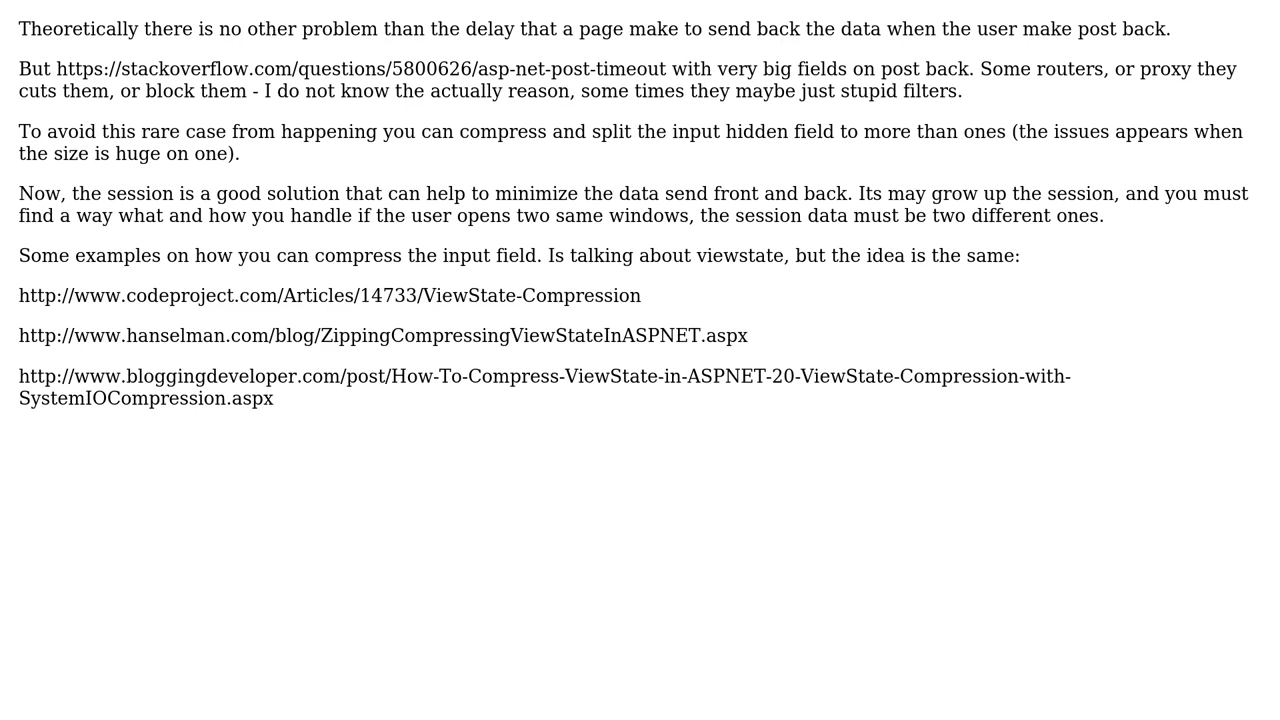 Theoretically there is no other problem than the delay that a page make to send back the data when the user make post back.
But https://stackoverflow.com/questions/5800626/asp-net-post-timeout with very big fields on post back. Some routers, or proxy they
cuts them, or block them - I do not know the actually reason, some times they maybe just stupid filters.
To avoid this rare case from happening you can compress and split the input hidden field to more than ones (the issues appears when
the size is huge on one).
Now, the session is a good solution that can help to minimize the data send front and back. Its may grow up the session, and you must
find a way what and how you handle if the user opens two same windows, the session data must be two different ones.
Some examples on how you can compress the input field. Is talking about viewstate, but the idea is the same:
http://www.codeproject.com/Articles/14733/ViewState-Compression
http://www.hanselman.com/blog/ZippingCompressingViewStateInASPNET.aspx
http://www.bloggingdeveloper.com/post/How-To-Compress-ViewState-in-ASPNET-20-ViewState-Compression-with-
SystemIOCompression.aspx